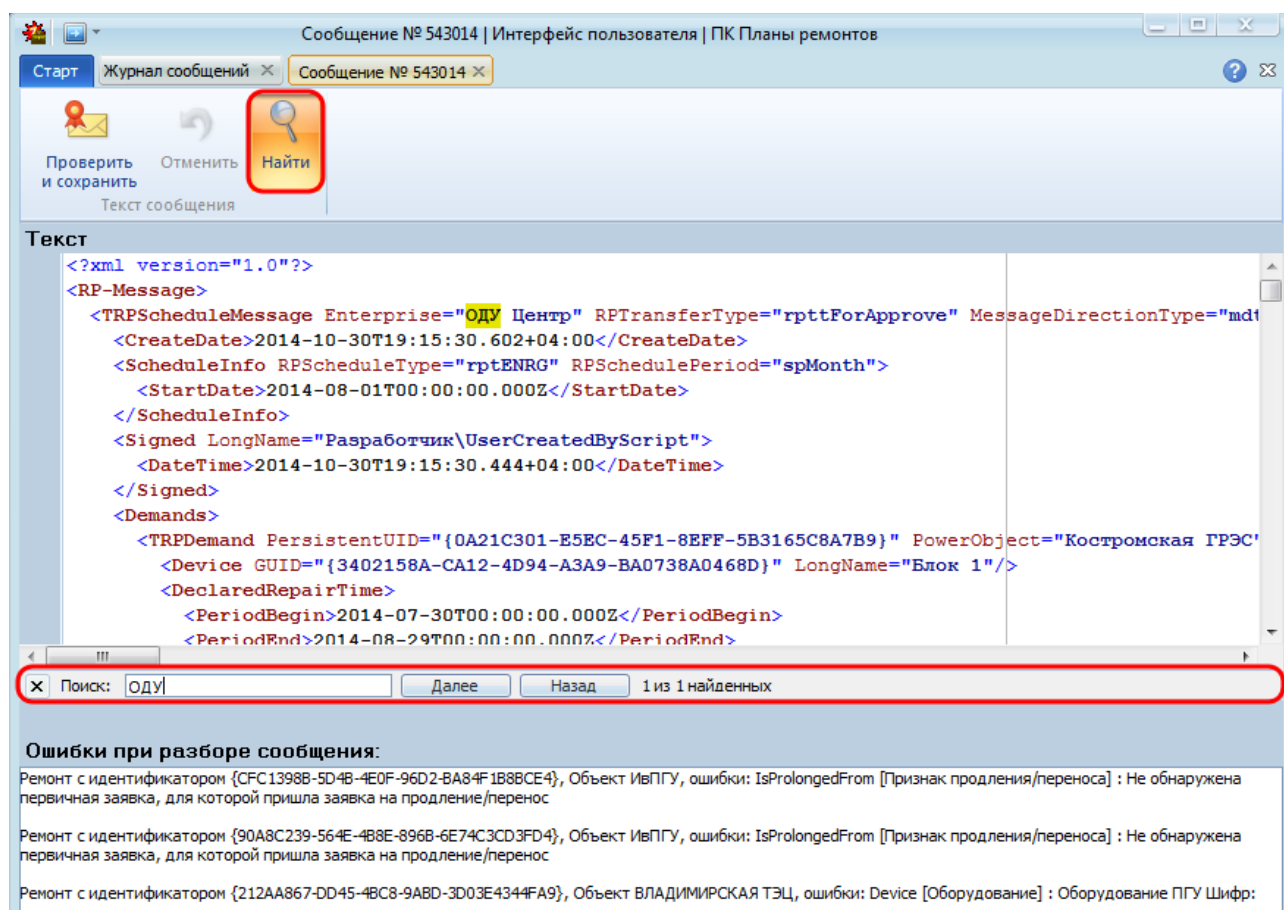 Сообщение № 543014 | Интерфейс пользователя | ПК Планы ремонтов
Старт Журнал сообщений Сообщение № 543014
Проверить и сохранить
Отменить
Найти
Текст сообщения
Текст
<?xml version="1.0"?>
<RP-Message>
<TRPScheduleMessage Enterprise="ОДУ Центр" RPTransferType="rpttForApprove" MessageDirectionType="mdt
<CreateDate>2014-10-30T19:15:30.602+04:00</CreateDate>
<ScheduleInfo RPScheduleType="rptENRG" RPSchedulePeriod="spMonth">
<StartDate>2014-08-01T00:00:00.000Z</StartDate>
</ScheduleInfo>
<Signed LongName="Разработчик\UserCreatedByScript">
<DateTime>2014-10-30T19:15:30.444+04:00</DateTime>
</Signed>
<Demands>
<TRPDemand PersistentUID="{0A21C301-E5EC-45F1-8EFF-5B3165C8A7B9}" PowerObject="Костромская ГРЭС"
<Device GUID="{3402158A-CA12-4D94-A3A9-BA0738A0468D}" LongName="Блок 1"/>
<DeclaredRepairTime>
<PeriodBegin>2014-07-30T00:00:00.000Z</PeriodBegin>
<PeriodEnd>2014-08-29T00:00:00.000Z</PeriodEnd>
Поиск: ОДУ Далее Назад 1 из 1 найденных
Ошибки при разборе сообщения:
Ремонт с идентификатором {CFC1398B-5D4B-4E0F-96D2-BA84F1B8BCE4}, Объект ИвПГУ, ошибки: IsProlongedFrom [Признак продления/переноса] : Не обнаружена
первичная заявка, для которой пришла заявка на продление/перенос
Ремонт с идентификатором {90A8C239-564E-4B8E-896B-6E74C3CD3FD4}, Объект ИвПГУ, ошибки: IsProlongedFrom [Признак продления/переноса] : Не обнаружена
первичная заявка, для которой пришла заявка на продление/перенос
Ремонт с идентификатором {212AA867-DD45-4BC8-9ABD-3D03E4344FA9}, Объект ВЛАДИМИРСКАЯ ТЭЦ, ошибки: Device [Оборудование] : Оборудование ПГУ Шифр: